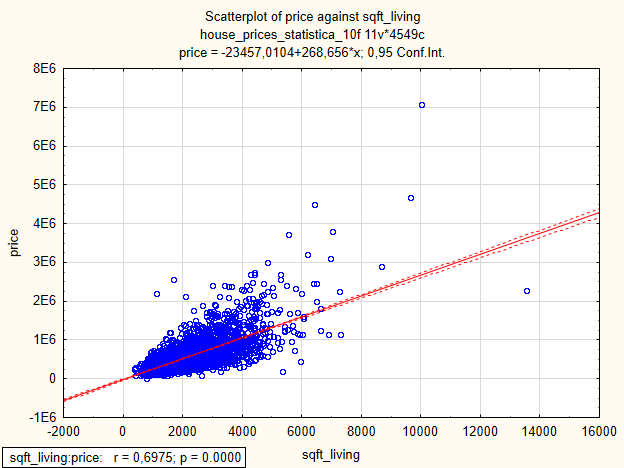 Scatterplot of price against sqft_living
house_prices_statistica_10f 11v*4549c
price = -23457,0104+268,656*x; 0,95 Conf.Int.
8E6
7E6
6E6
5E6
4E6
3E6
2E6
1E6
0
-1E6
price
-2000 0 2000 4000 6000 8000 10000 12000 14000 16000
sqft_living
sqft_living:price: r = 0,6975; p = 0.0000